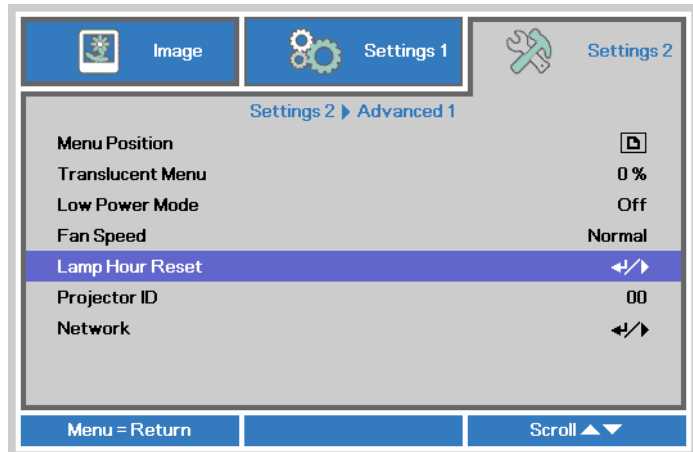 Image Settings 1 Settings 2
Settings 2 ▶ Advanced 1
Menu Position
Translucent Menu 0 %
Low Power Mode Off
Fan Speed Normal
Lamp Hour Reset ↵/▶
Projector ID 00
Network ↵/▶
Menu = Return Scroll ▲▼